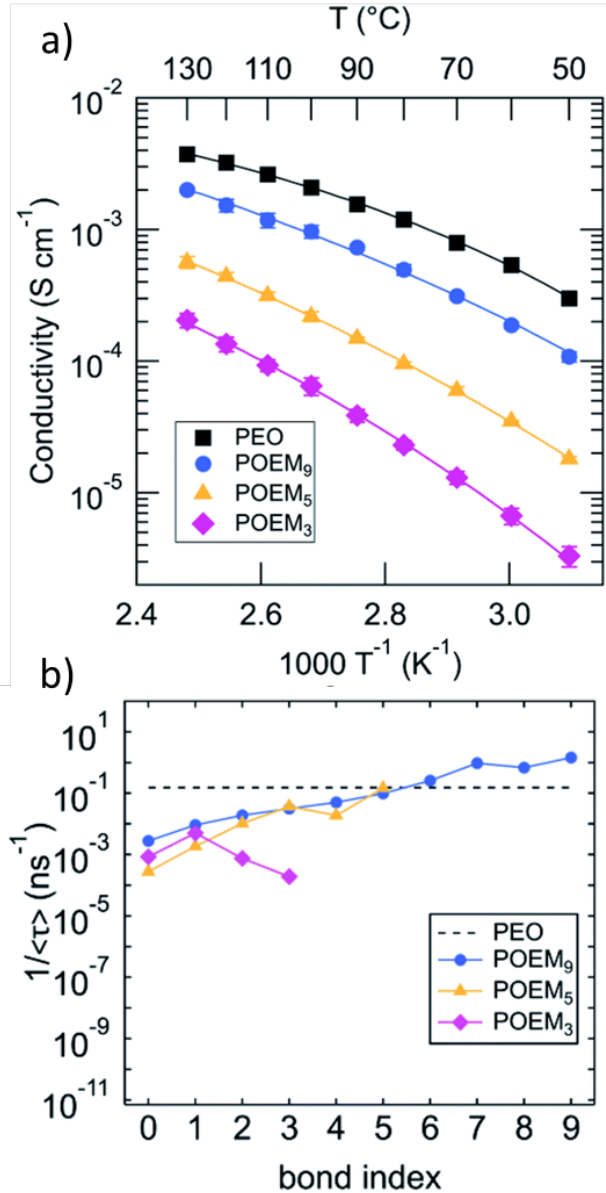 a)
T (°C)
130 110 90 70 50
10⁻²
10⁻³
10⁻⁴
10⁻⁵
Conductivity (S cm⁻¹)
PEO
POEM₉
POEM₅
POEM₃
2.4 2.6 2.8 3.0
1000 T⁻¹ (K⁻¹)
b)
10¹
10⁻¹
10⁻³
10⁻⁵
10⁻⁷
10⁻⁹
10⁻¹¹
1/<τ> (ns⁻¹)
PEO
POEM₉
POEM₅
POEM₃
0 1 2 3 4 5 6 7 8 9
bond index